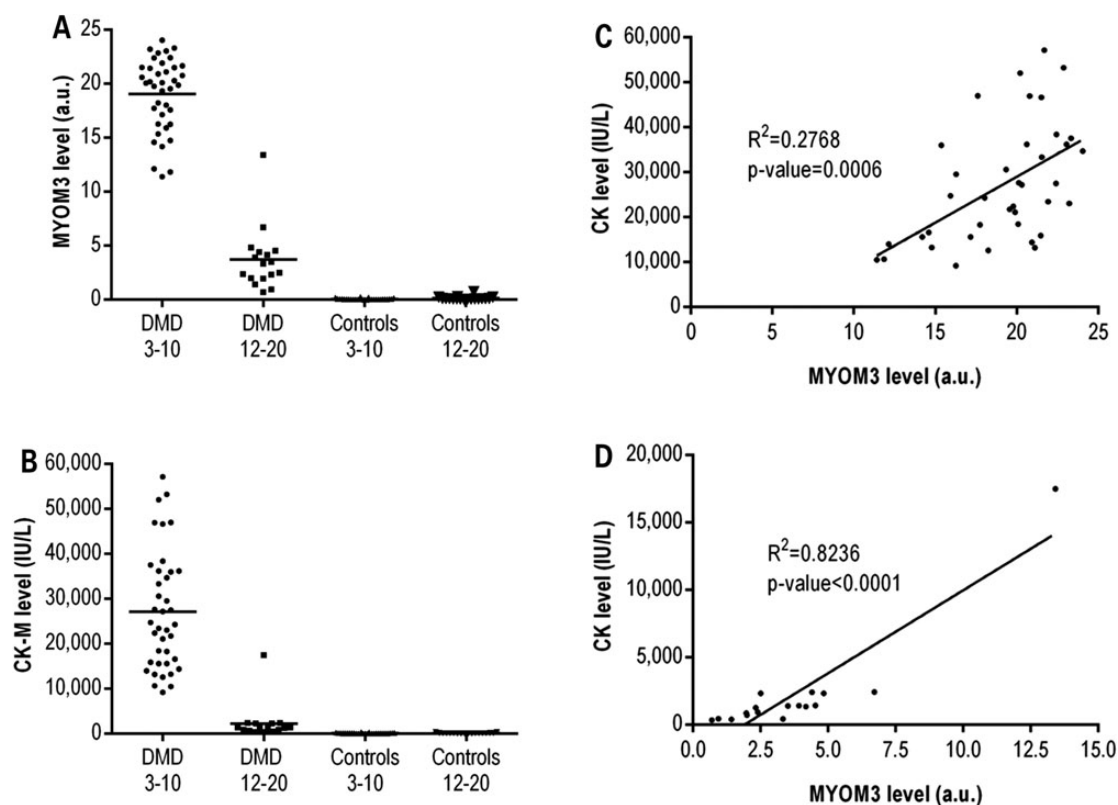 A
MYOM3 level (a.u.)
25
20
15
10
5
0
DMD
3-10
DMD
12-20
Controls
3-10
Controls
12-20
C
CK level (IU/L)
60,000
50,000
40,000
30,000
20,000
10,000
0
R²=0.2768
p-value=0.0006
0 5 10 15 20 25
MYOM3 level (a.u.)
B
CK-M level (IU/L)
60,000
50,000
40,000
30,000
20,000
10,000
0
DMD
3-10
DMD
12-20
Controls
3-10
Controls
12-20
D
CK level (IU/L)
20,000
15,000
10,000
5,000
0
R²=0.8236
p-value<0.0001
0.0 2.5 5.0 7.5 10.0 12.5 15.0
MYOM3 level (a.u.)